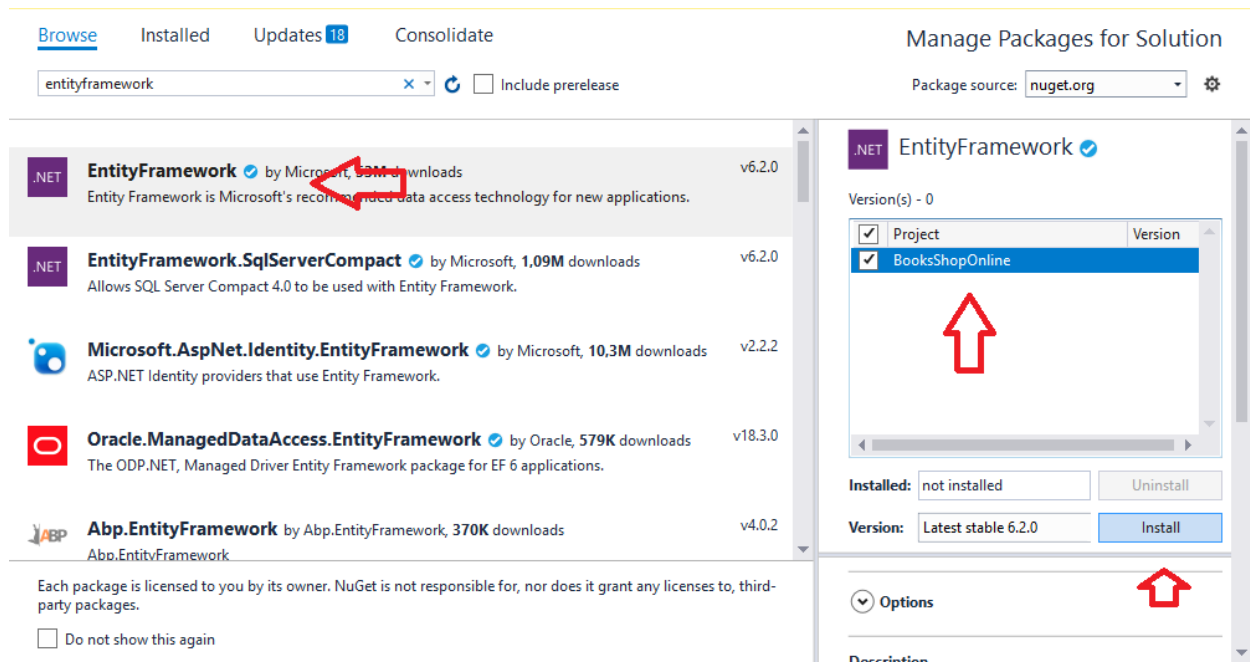 Browse Installed Updates 18 Consolidate
Manage Packages for Solution
entityframework
Include prerelease
Package source: nuget.org
.NET
EntityFramework by Microsoft, 53M downloads
v6.2.0
Entity Framework is Microsoft's recommended data access technology for new applications.
.NET
EntityFramework.SqlServerCompact by Microsoft, 1,09M downloads
v6.2.0
Allows SQL Server Compact 4.0 to be used with Entity Framework.
Microsoft.AspNet.Identity.EntityFramework by Microsoft, 10,3M downloads
v2.2.2
ASP.NET Identity providers that use Entity Framework.
Oracle.ManagedDataAccess.EntityFramework by Oracle, 579K downloads
v18.3.0
The ODP.NET, Managed Driver Entity Framework package for EF 6 applications.
ABP
Abp.EntityFramework by Abp.EntityFramework, 370K downloads
v4.0.2
Abp.EntityFramework
Each package is licensed to you by its owner. NuGet is not responsible for, nor does it grant any licenses to, third-
party packages.
Do not show this again
.NET
EntityFramework
Version(s) - 0
Project Version
BooksShopOnline
Installed: not installed Uninstall
Version: Latest stable 6.2.0 Install
Options
Description